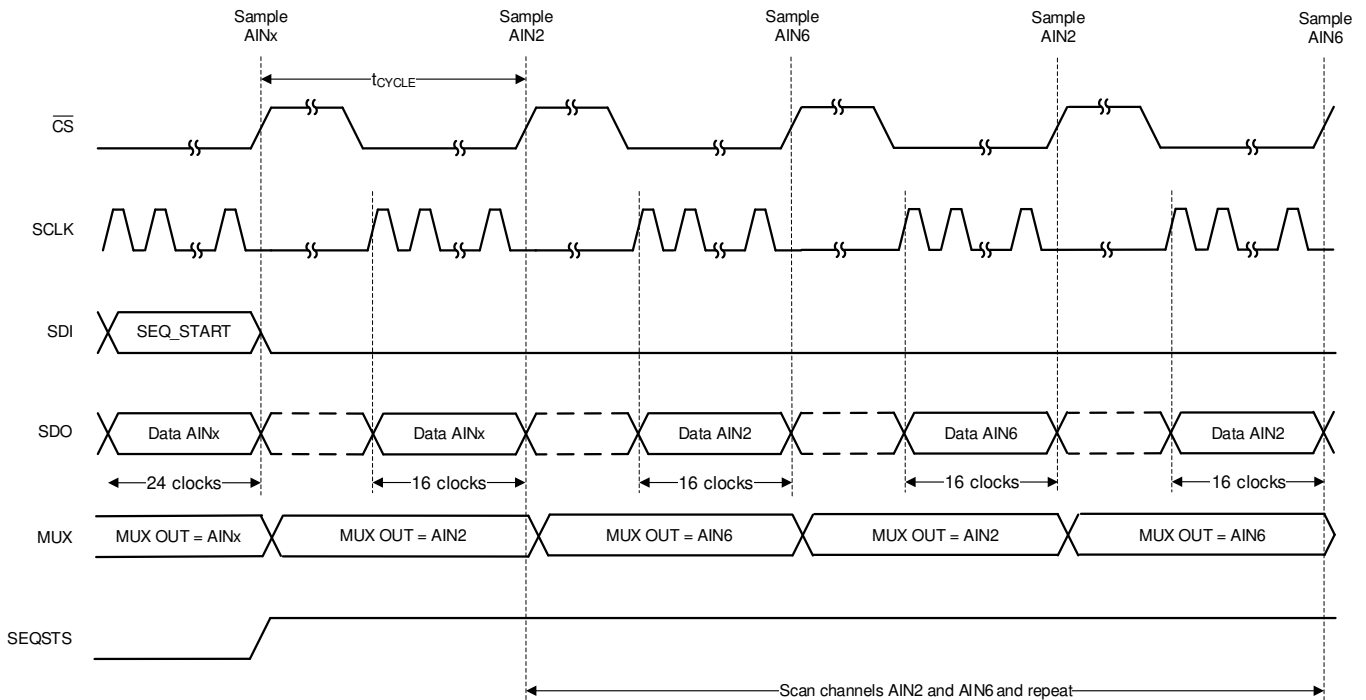 Sample AINx
Sample AIN2
Sample AIN6
Sample AIN2
Sample AIN6
tCYCLE
CS
SCLK
SDI
SEQ_START
SDO
Data AINx
Data AINx
Data AIN2
Data AIN6
Data AIN2
24 clocks
16 clocks
16 clocks
16 clocks
16 clocks
MUX
MUX OUT = AINx
MUX OUT = AIN2
MUX OUT = AIN6
MUX OUT = AIN2
MUX OUT = AIN6
SEQSTS
Scan channels AIN2 and AIN6 and repeat